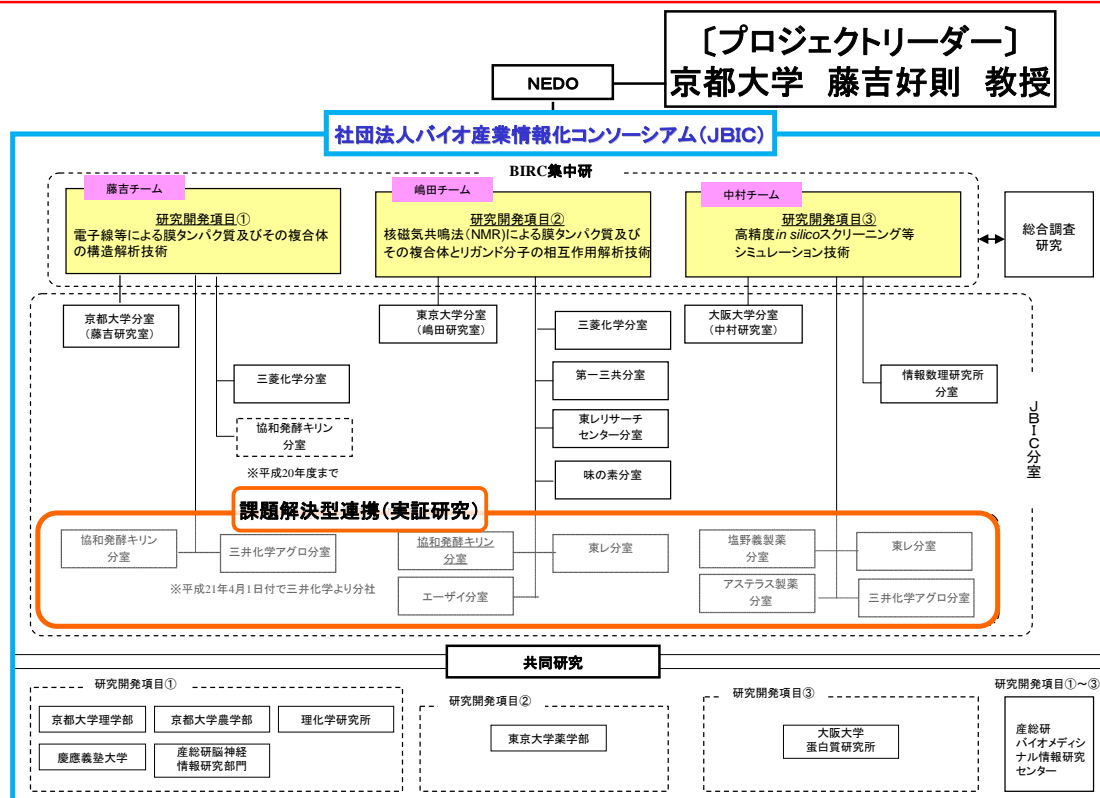 〔プロジェクトリーダー〕
京都大学 藤吉好則 教授
NEDO
社団法人バイオ産業情報化コンソーシアム(JBIC)
BIRC集中研
藤吉チーム
研究開発項目①
電子線等による膜タンパク質及びその複合体
の構造解析技術
嶋田チーム
研究開発項目②
核磁気共鳴法(NMR)による膜タンパク質及び
その複合体とリガンド分子の相互作用解析技術
中村チーム
研究開発項目③
高精度in silicoスクリーニング等
シミュレーション技術
総合調査
研究
京都大学分室
(藤吉研究室)
東京大学分室
(嶋田研究室)
大阪大学分室
(中村研究室)
三菱化学分室
三菱化学分室
第一三共分室
情報数理研究所
分室
協和発酵キリン
分室
東レリサーチ
センター分室
※平成20年度まで
味の素分室
JBIC分室
課題解決型連携(実証研究)
協和発酵キリン
分室
三井化学アグロ分室
※平成21年4月1日付で三井化学より分社
協和発酵キリン
分室
東レ分室
エーザイ分室
塩野義製薬
分室
東レ分室
アステラス製薬
分室
三井化学アグロ分室
共同研究
研究開発項目①
京都大学理学部
京都大学農学部
理化学研究所
慶應義塾大学
産総研脳神経
情報研究部門
研究開発項目②
東京大学薬学部
研究開発項目③
大阪大学
蛋白質研究所
研究開発項目①~③
産総研
バイオメディシ
ナル情報研究
センター